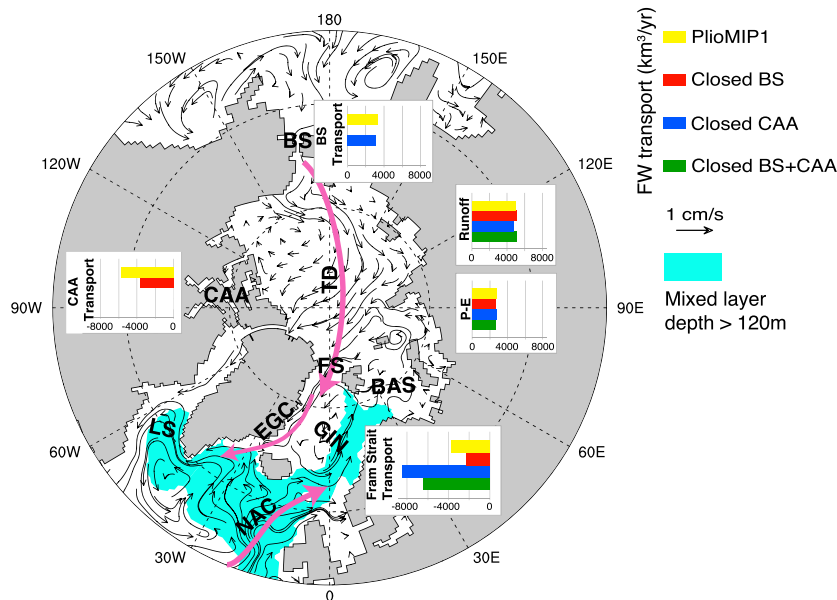 180
150W
150E
120W
120E
90W
90E
60W
60E
30W
30E
0
BS
BS
Transport
0 4000 8000
Runoff
0 4000 8000
P-E
0 4000 8000
CAA
Transport
-8000 -4000 0
CAA
TD
FS
BAS
EGC
GIN
LS
NAC
Fram Strait
Transport
-8000 -4000 0
FW transport (km³/yr)
PlioMIP1
Closed BS
Closed CAA
Closed BS+CAA
1 cm/s
Mixed layer
depth > 120m